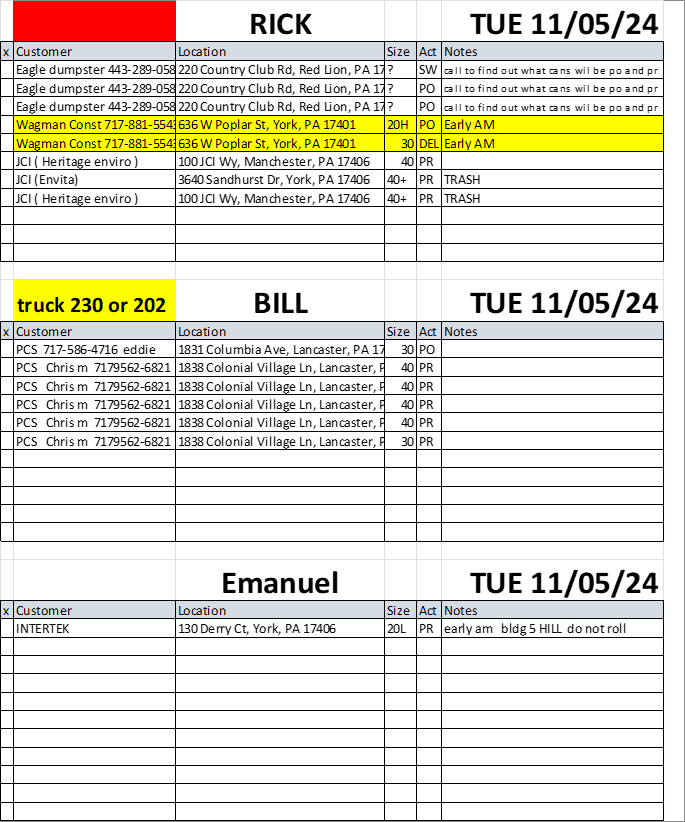 RICK TUE 11/05/24
x Customer Location Size Act Notes
Eagle dumpster 443-289-058 220 Country Club Rd, Red Lion, PA 17 ? SW call to find out what cans wil be po and pr
Eagle dumpster 443-289-058 220 Country Club Rd, Red Lion, PA 17 ? PO call to find out what cans wil be po and pr
Eagle dumpster 443-289-058 220 Country Club Rd, Red Lion, PA 17 ? PO call to find out what cans wil be po and pr
Wagman Const 717-881-5543 636 W Poplar St, York, PA 17401 20H PO Early AM
Wagman Const 717-881-5543 636 W Poplar St, York, PA 17401 30 DEL Early AM
JCI ( Heritage enviro ) 100 JCI Wy, Manchester, PA 17406 40 PR
JCI (Envita) 3640 Sandhurst Dr, York, PA 17406 40+ PR TRASH
JCI ( Heritage enviro ) 100 JCI Wy, Manchester, PA 17406 40+ PR TRASH
truck 230 or 202 BILL TUE 11/05/24
x Customer Location Size Act Notes
PCS 717-586-4716 eddie 1831 Columbia Ave, Lancaster, PA 17 30 PO
PCS Chris m 7179562-6821 1838 Colonial Village Ln, Lancaster, P 40 PR
PCS Chris m 7179562-6821 1838 Colonial Village Ln, Lancaster, P 40 PR
PCS Chris m 7179562-6821 1838 Colonial Village Ln, Lancaster, P 40 PR
PCS Chris m 7179562-6821 1838 Colonial Village Ln, Lancaster, P 40 PR
PCS Chris m 7179562-6821 1838 Colonial Village Ln, Lancaster, P 30 PR
Emanuel TUE 11/05/24
x Customer Location Size Act Notes
INTERTEK 130 Derry Ct, York, PA 17406 20L PR early am bldg 5 HILL do not roll